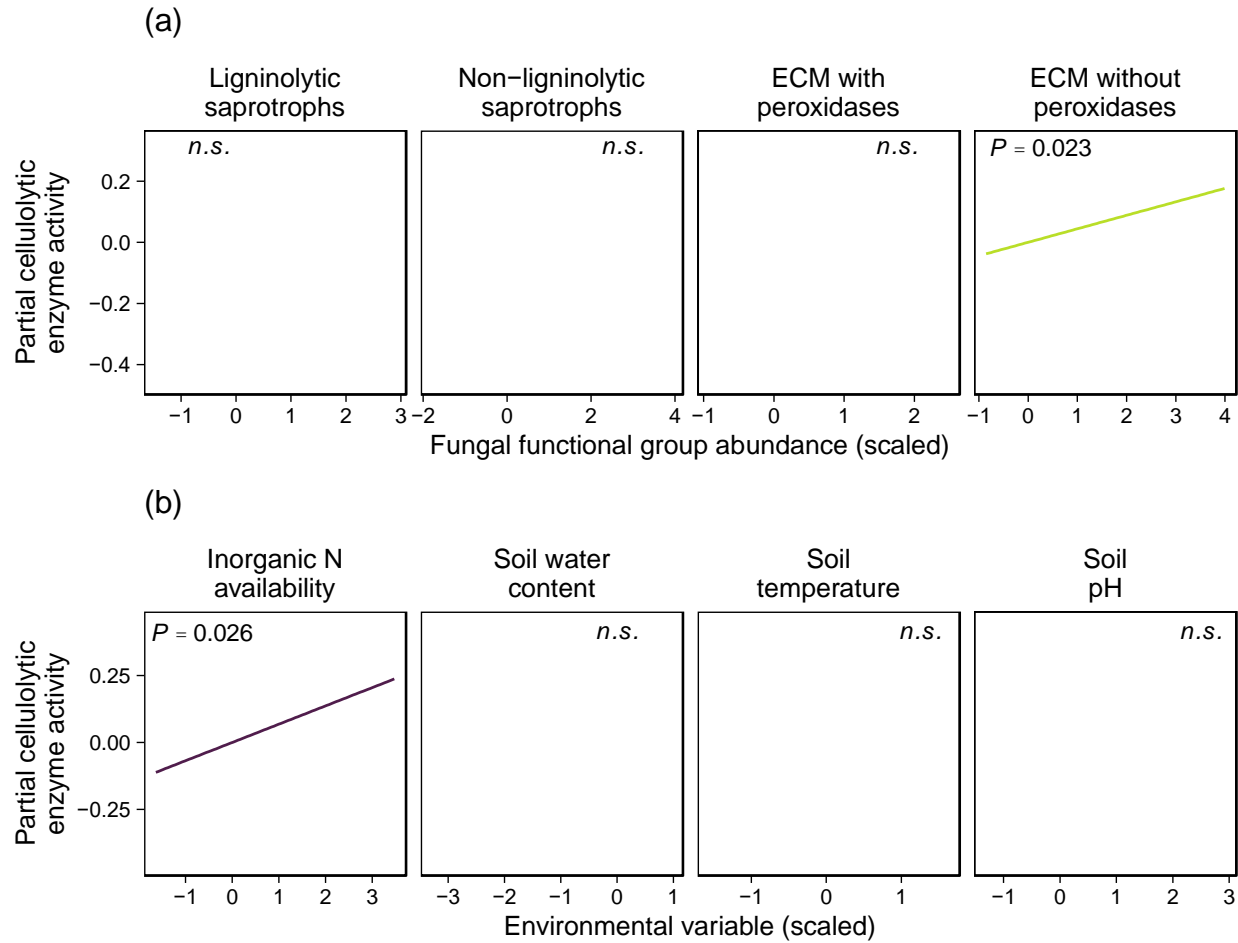 (a)
Ligninolytic
saprotrophs
Non−ligninolytic
saprotrophs
ECM with
peroxidases
ECM without
peroxidases
n.s.
n.s.
n.s.
P = 0.023
Partial cellulolytic
enzyme activity
0.2
0.0
−0.2
−0.4
−1 0 1 2 3
−2 0 2 4
−1 0 1 2
−1 0 1 2 3 4
Fungal functional group abundance (scaled)
(b)
Inorganic N
availability
Soil water
content
Soil
temperature
Soil
pH
P = 0.026
n.s.
n.s.
n.s.
Partial cellulolytic
enzyme activity
0.25
0.00
−0.25
−1 0 1 2 3
−3 −2 −1 0 1
−1 0 1
−1 0 1 2 3
Environmental variable (scaled)